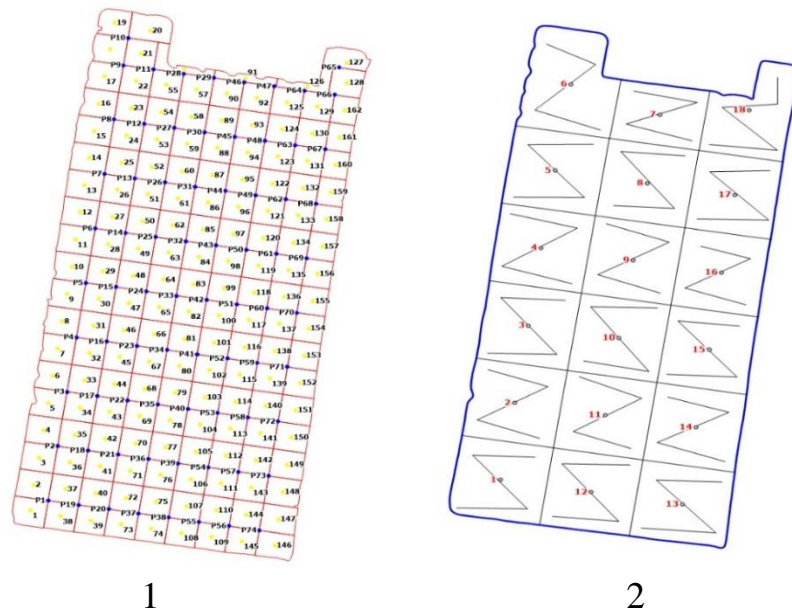 19 20
P10 21 91 P65 127
P9 P11 P28 P29 P46 P47 P64 126 P66 128
17 22 55 57 90 92 125 129 162
16 23 54 58 89 93 124 130 161
P8 P12 P27 P30 P45 P48 P63 P67
15 24 53 59 88 94 123 131 160
14 25 52 60 87 95 122 132 159
P7 P13 P26 P31 P44 P49 P62 P68
13 26 51 61 86 96 121 133 158
12 27 50 62 85 97 120 134 157
P6 P14 P25 P32 P43 P50 P61 P69
11 28 49 63 84 98 119 135 156
10 29 48 64 83 99 118 136 155
P5 P15 P24 P33 P42 P51 P60 P70
9 30 47 65 82 100 117 137 154
8 31 46 66 81 101 116 138 153
P4 P16 P23 P34 P41 P52 P59 P71
7 32 45 67 80 102 115 139 152
6 33 44 68 79 103 114 140 151
P3 P17 P22 P35 P40 P53 P58 P72
5 34 43 69 78 104 113 141 150
4 35 42 70 77 105 112 142 149
P2 P18 P21 P36 P39 P54 P57 P73
3 36 41 71 76 106 111 143 148
2 37 40 72 75 107 110 144 147
P1 P19 P20 P37 P38 P55 P56 P74
1 38 39 73 74 108 109 145 146
6 7 18
5 8 17
4 9 16
3 10 15
2 11 14
1 12 13
1 2